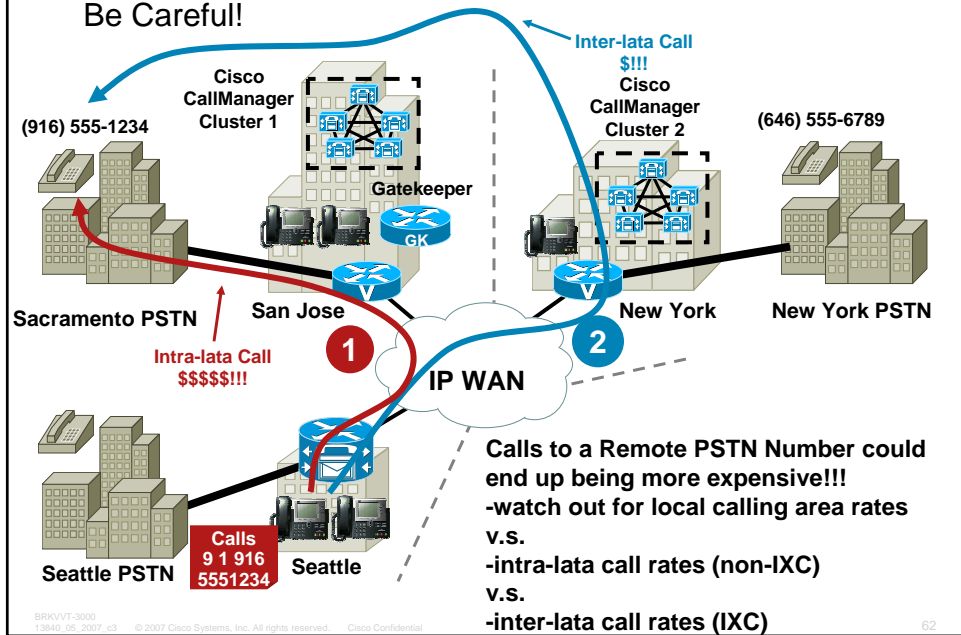 Be Careful!
Inter-lata Call
$!!!
Cisco
CallManager
Cluster 1
Cisco
CallManager
Cluster 2
(916) 555-1234
(646) 555-6789
Gatekeeper
GK
V
V
Sacramento PSTN
San Jose
New York
New York PSTN
Intra-lata Call
$$$$$!!!
1
2
IP WAN
Calls to a Remote PSTN Number could
end up being more expensive!!!
-watch out for local calling area rates
v.s.
-intra-lata call rates (non-IXC)
v.s.
-inter-lata call rates (IXC)
Calls
9 1 916
5551234
Seattle PSTN
Seattle
BRKVVT-3000
13840_05_2007_c3 © 2007 Cisco Systems, Inc. All rights reserved. Cisco Confidential
62